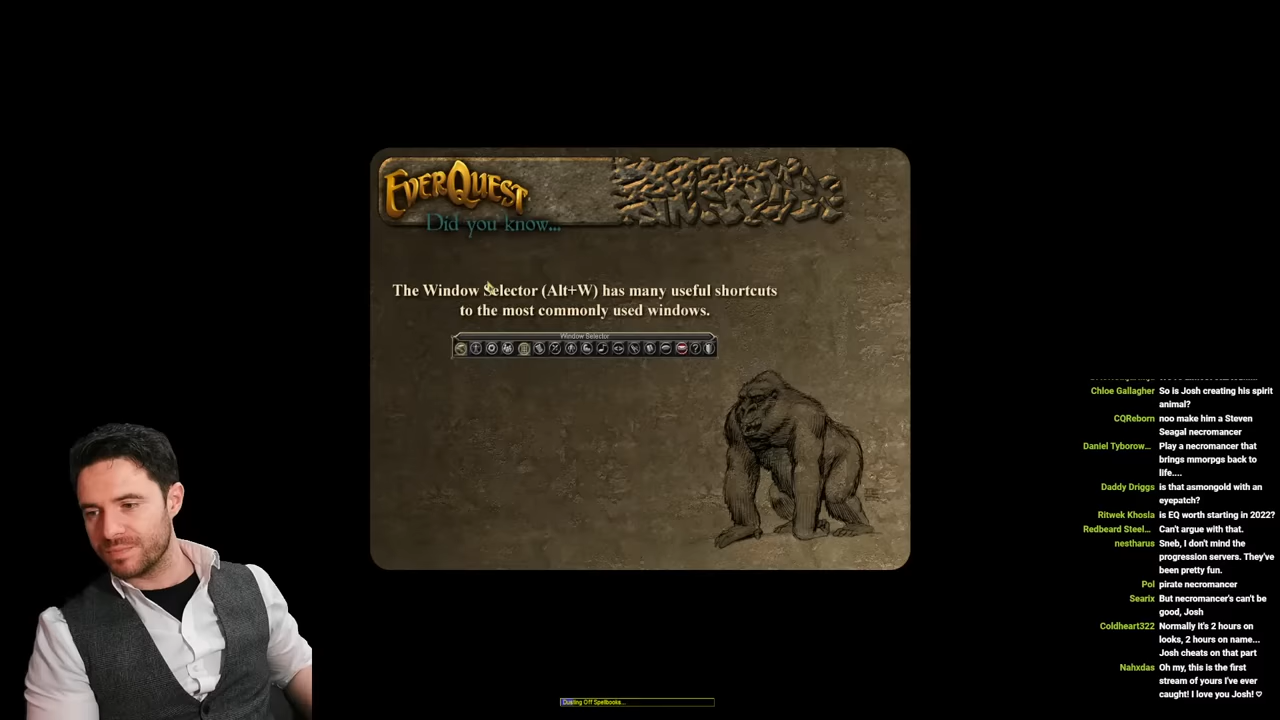 EverQuest
Did you know...
The Window Selector (Alt+W) has many useful shortcuts
to the most commonly used windows.
Window Selector
Chloe Gallagher So is Josh creating his spirit
animal?
CQReborn noo make him a Steven
Seagal necromancer
Daniel Tyborow... Play a necromancer that
brings mmorpgs back to
life....
Daddy Driggs is that asmongold with an
eyepatch?
Ritwek Khosla is EQ worth starting in 2022?
Redbeard Steel... Can't argue with that.
nestharus Sneb, I don't mind the
progression servers. They've
been pretty fun.
Pol pirate necromancer
Searix But necromancer's can't be
good, Josh
Coldheart322 Normally it's 2 hours on
looks, 2 hours on name...
Josh cheats on that part
Nahxdas Oh my, this is the first
stream of yours I've ever
caught! I love you Josh! ♡
Dusting Off Spellbooks...